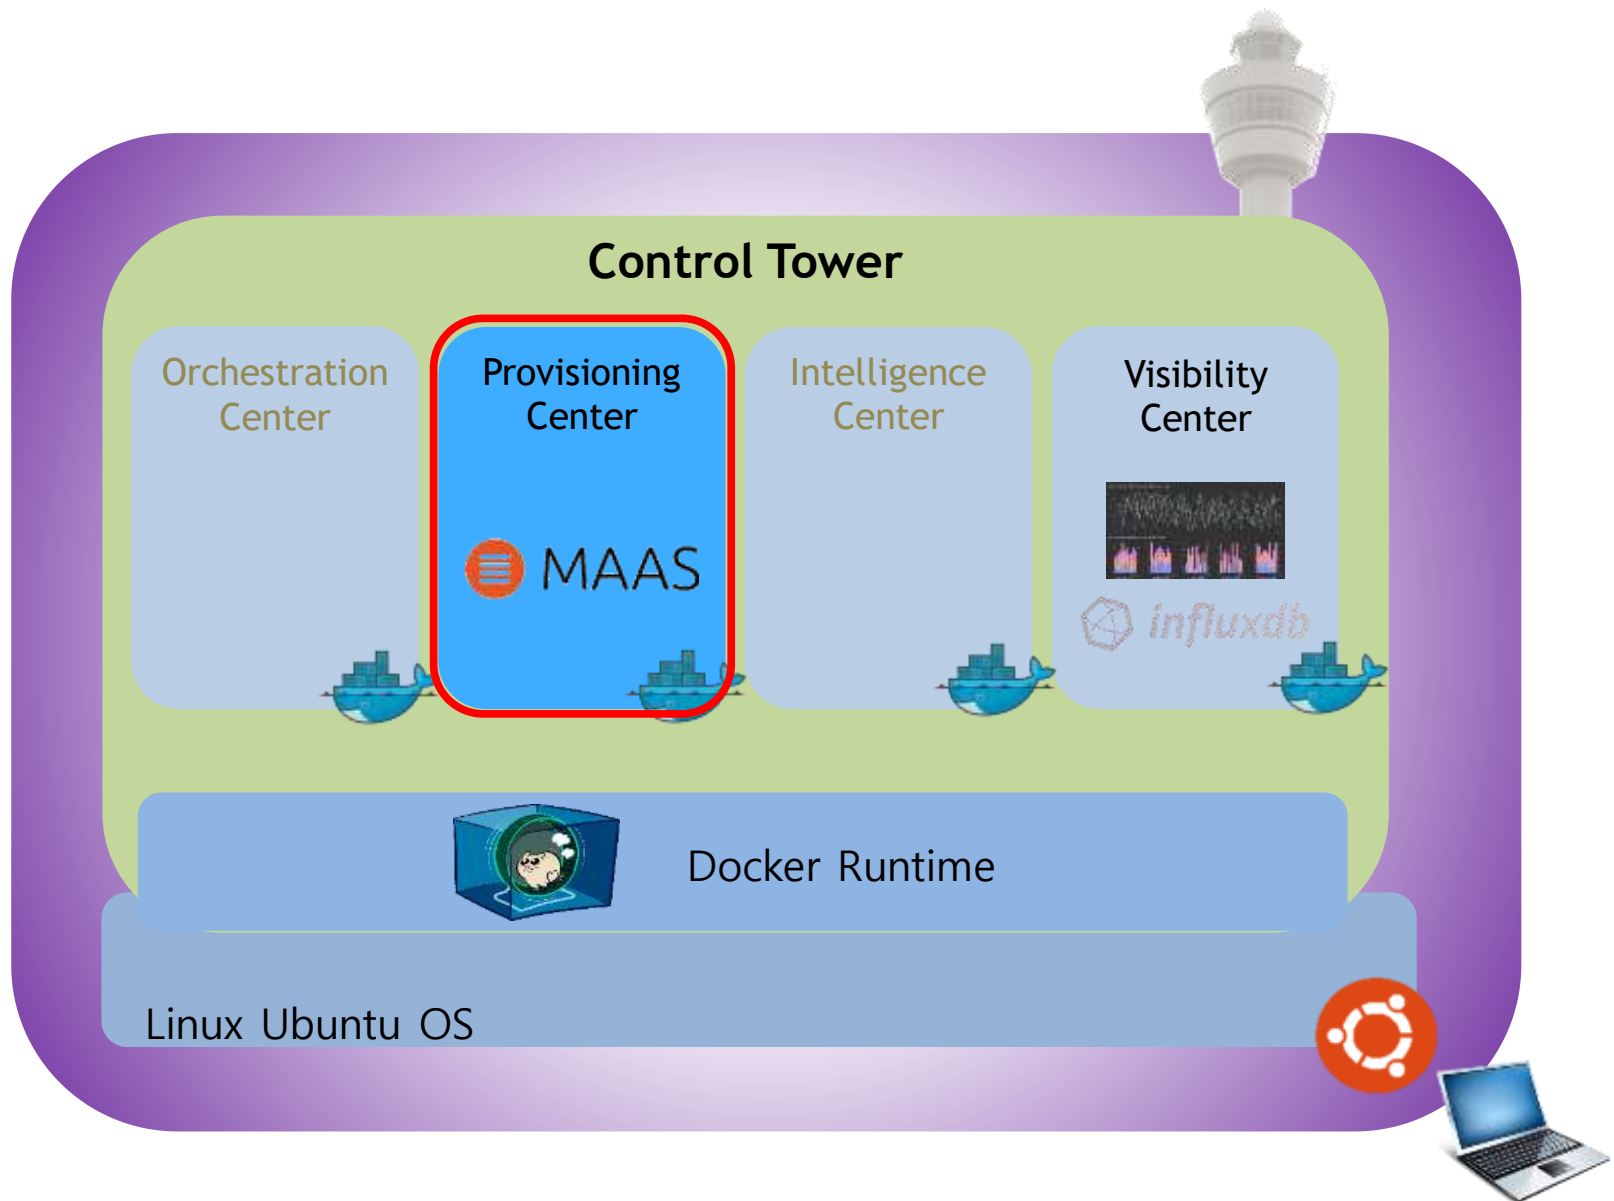 Control Tower
Orchestration
Center
Provisioning
Center
MAAS
Intelligence
Center
Visibility
Center
influxdb
Docker Runtime
Linux Ubuntu OS